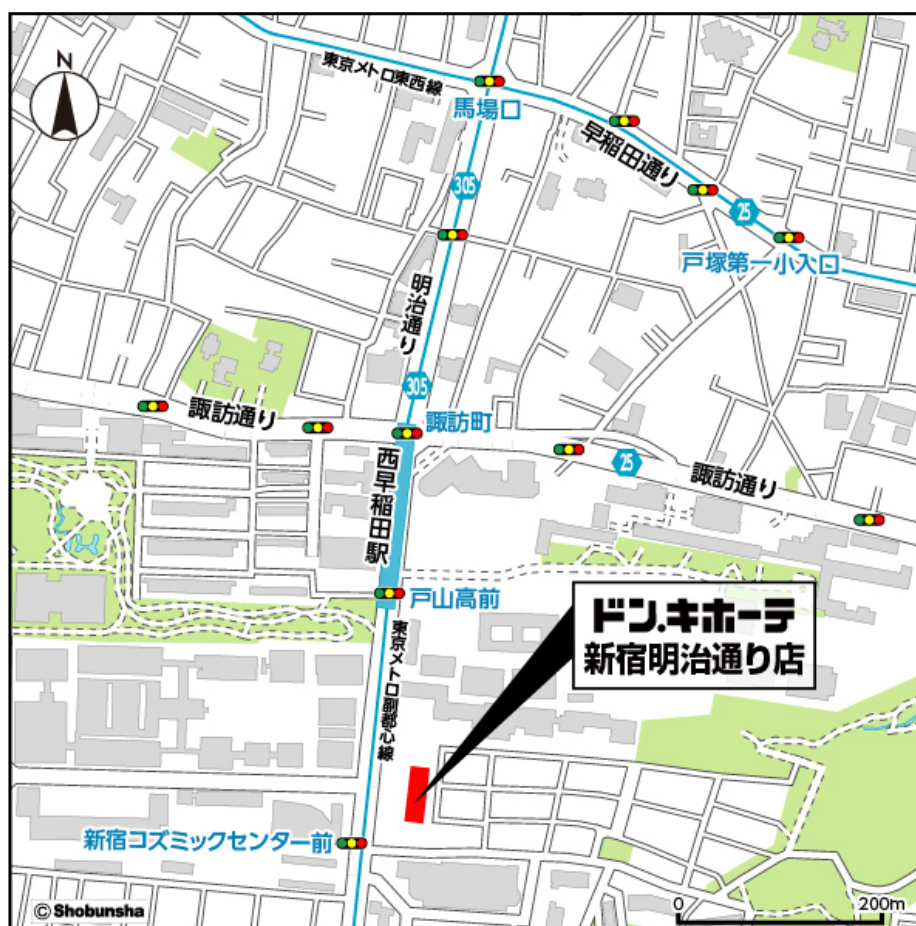 N
東京メトロ東西線
馬場口
早稲田通り
305
25
戸塚第一小入口
明治通り
305
諏訪通り
諏訪町
25
諏訪通り
西早稲田駅
戸山高前
ドン.キホーテ
新宿明治通り店
東京メトロ副都心線
新宿コズミックセンター前
© Shobunsha
0 200m